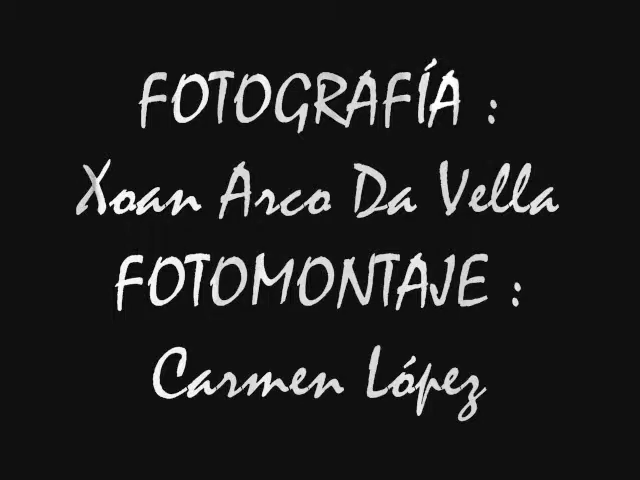 FOTOGRAFÍA :
Xoan Arco Da Vella
FOTOMONTAJE :
Carmen López